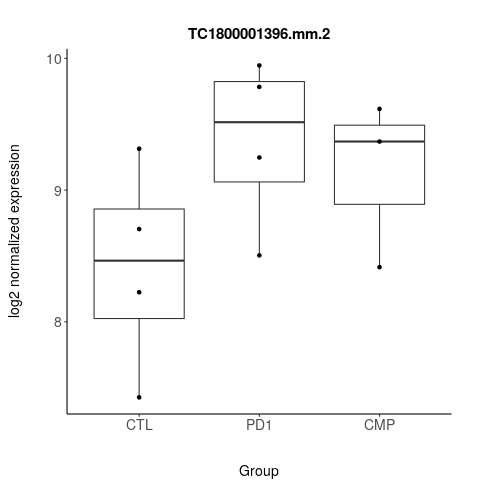 TC1800001396.mm.2
log2 normalized expression
10
9
8
CTL PD1 CMP
Group